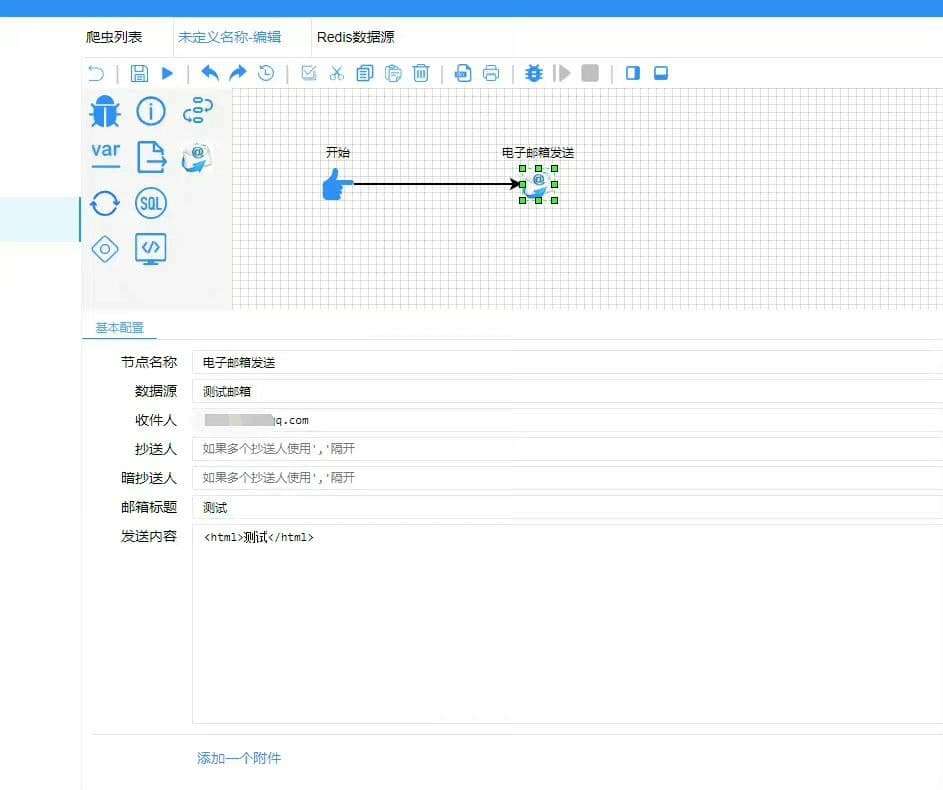 爬虫列表 未定义名称-编辑 Redis数据源
var
SQL
开始 电子邮箱发送
基本配置
节点名称 电子邮箱发送
数据源 测试邮箱
收件人 q.com
抄送人 如果多个抄送人使用','隔开
暗抄送人 如果多个抄送人使用','隔开
邮箱标题 测试
发送内容 <html>测试</html>
添加一个附件